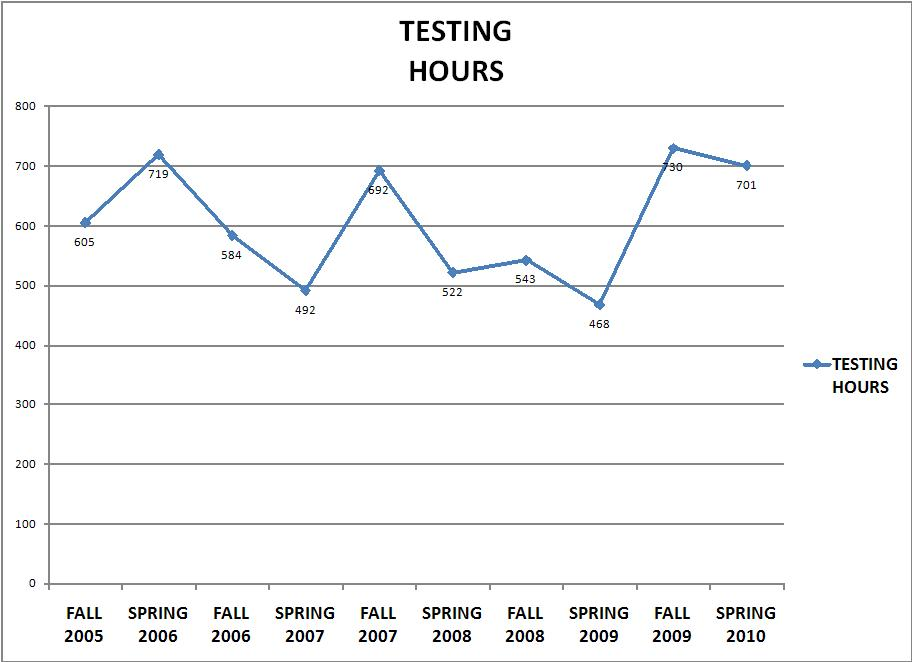 TESTING
HOURS
800
700
600
500
400
300
200
100
0
605
719
584
492
692
522
543
468
730
701
FALL 2005
SPRING 2006
FALL 2006
SPRING 2007
FALL 2007
SPRING 2008
FALL 2008
SPRING 2009
FALL 2009
SPRING 2010
TESTING
HOURS